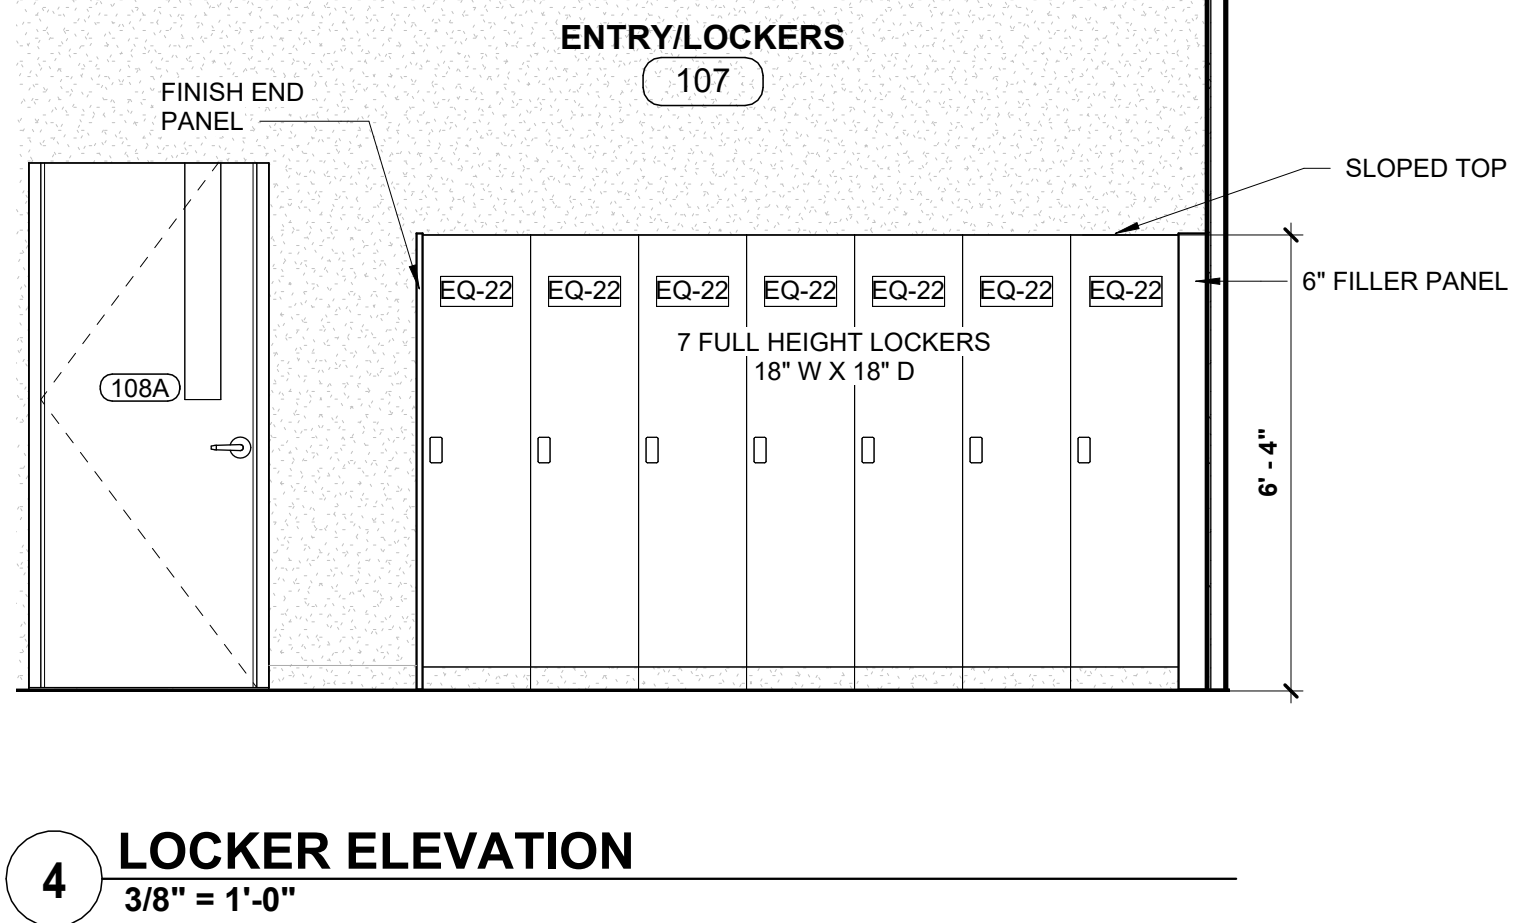 ENTRY/LOCKERS
107
FINISH END
PANEL
SLOPED TOP
EQ-22 EQ-22 EQ-22 EQ-22 EQ-22 EQ-22 EQ-22
6" FILLER PANEL
7 FULL HEIGHT LOCKERS
18" W X 18" D
108A
6' - 4"
4
LOCKER ELEVATION
3/8" = 1'-0"